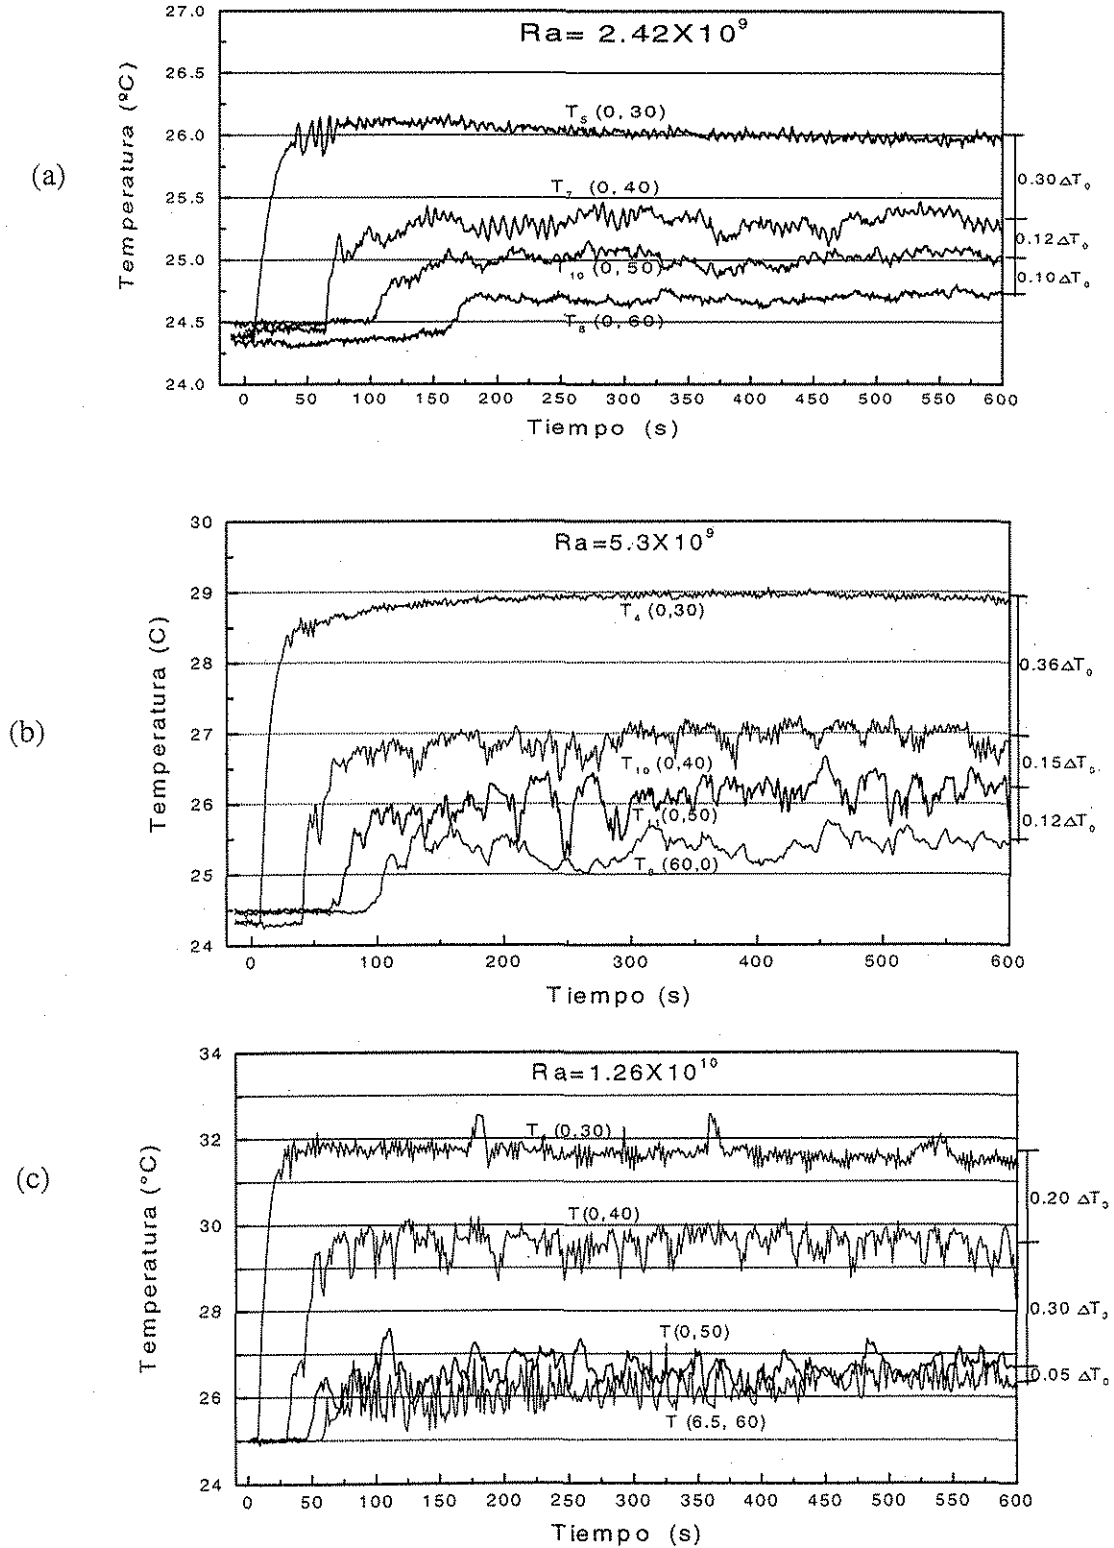 (a)
Ra= 2.42X10⁹
Temperatura (ºC)
27.0
26.5
26.0
25.5
25.0
24.5
24.0
T₅ (0,30)
T₇ (0,40)
T₁₀ (0,50)
T₈ (0,60)
0.30ΔT₀
0.12ΔT₀
0.10ΔT₀
0 50 100 150 200 250 300 350 400 450 500 550 600
Tiempo (s)
(b)
Ra=5.3X10⁹
Temperatura (C)
30
29
28
27
26
25
24
T₄ (0,30)
T₁₀ (0,40)
(0,50)
(60,0)
0.36ΔT₀
0.15ΔT₀
0.12ΔT₀
0 100 200 300 400 500 600
Tiempo (s)
(c)
Ra=1.26X10¹⁰
Temperatura (°C)
34
32
30
28
26
24
T (0,30)
T(0,40)
T(0,50)
T (6.5, 60)
0.20 ΔT₀
0.30 ΔT₀
0.05 ΔT₀
0 50 100 150 200 250 300 350 400 450 500 550 600
Tiempo (s)